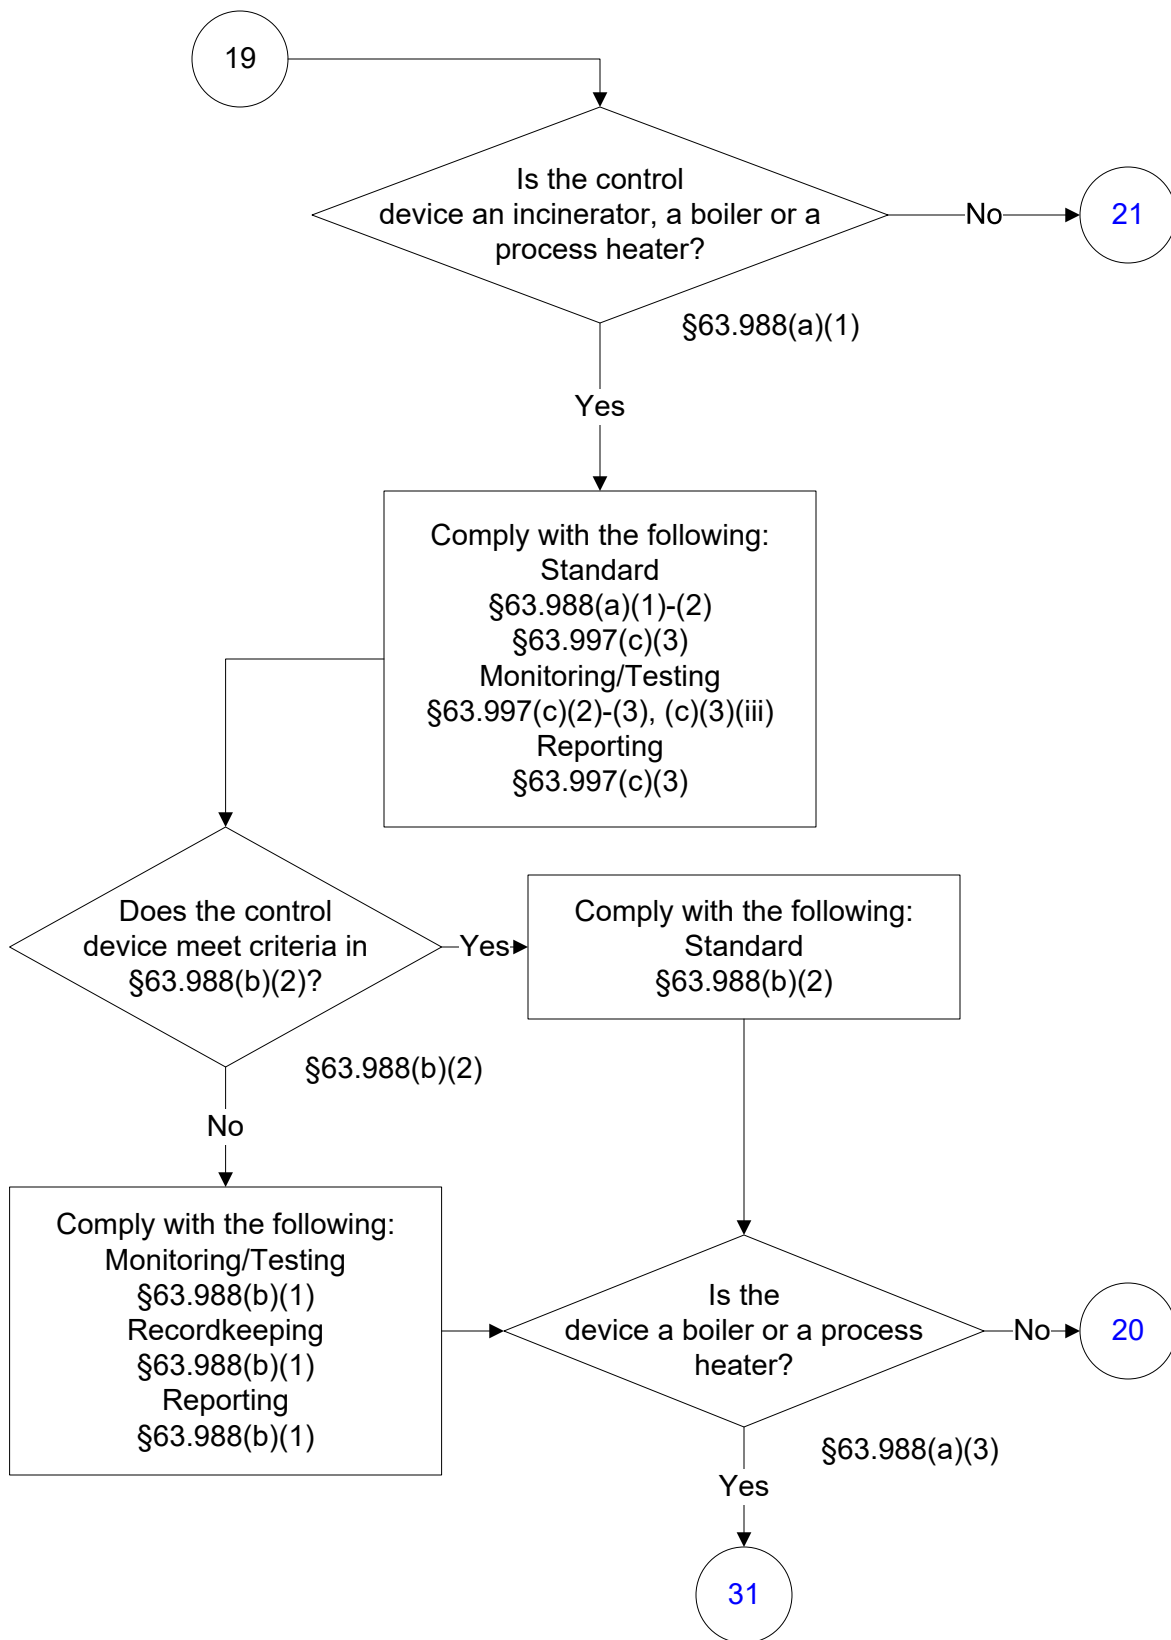 19
Is the control
device an incinerator, a boiler or a
process heater?
No
21
§63.988(a)(1)
Yes
Comply with the following:
Standard
§63.988(a)(1)-(2)
§63.997(c)(3)
Monitoring/Testing
§63.997(c)(2)-(3), (c)(3)(iii)
Reporting
§63.997(c)(3)
Does the control
device meet criteria in
§63.988(b)(2)?
Yes
Comply with the following:
Standard
§63.988(b)(2)
§63.988(b)(2)
No
Comply with the following:
Monitoring/Testing
§63.988(b)(1)
Recordkeeping
§63.988(b)(1)
Reporting
§63.988(b)(1)
Is the
device a boiler or a process
heater?
No
20
§63.988(a)(3)
Yes
31